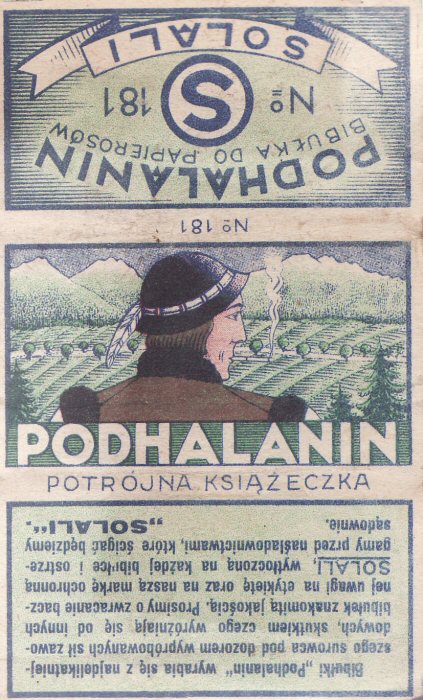 PODHALANIN
BIBUŁKA DO PAPIEROSÓW
No S 181
SOLALI
No 181
PODHALANIN
POTRÓJNA KSIĄŻECZKA
Bibułki „Podhalanin" wyrabia się z najdelikatniej-
szego surowca pod dozorem wypróbowanych sił zawo-
dowych, skutkiem czego wyróżniają się od innych
bibułek znakomitą jakością. Prosimy o zwracanie bacz-
nej uwagi na etykietę oraz na naszą markę ochronną
SOLALI, wytłoczoną na każdej bibułce i ostrze-
gamy przed naśladownictwami, które ścigać będziemy
sądownie. „SOLALI".